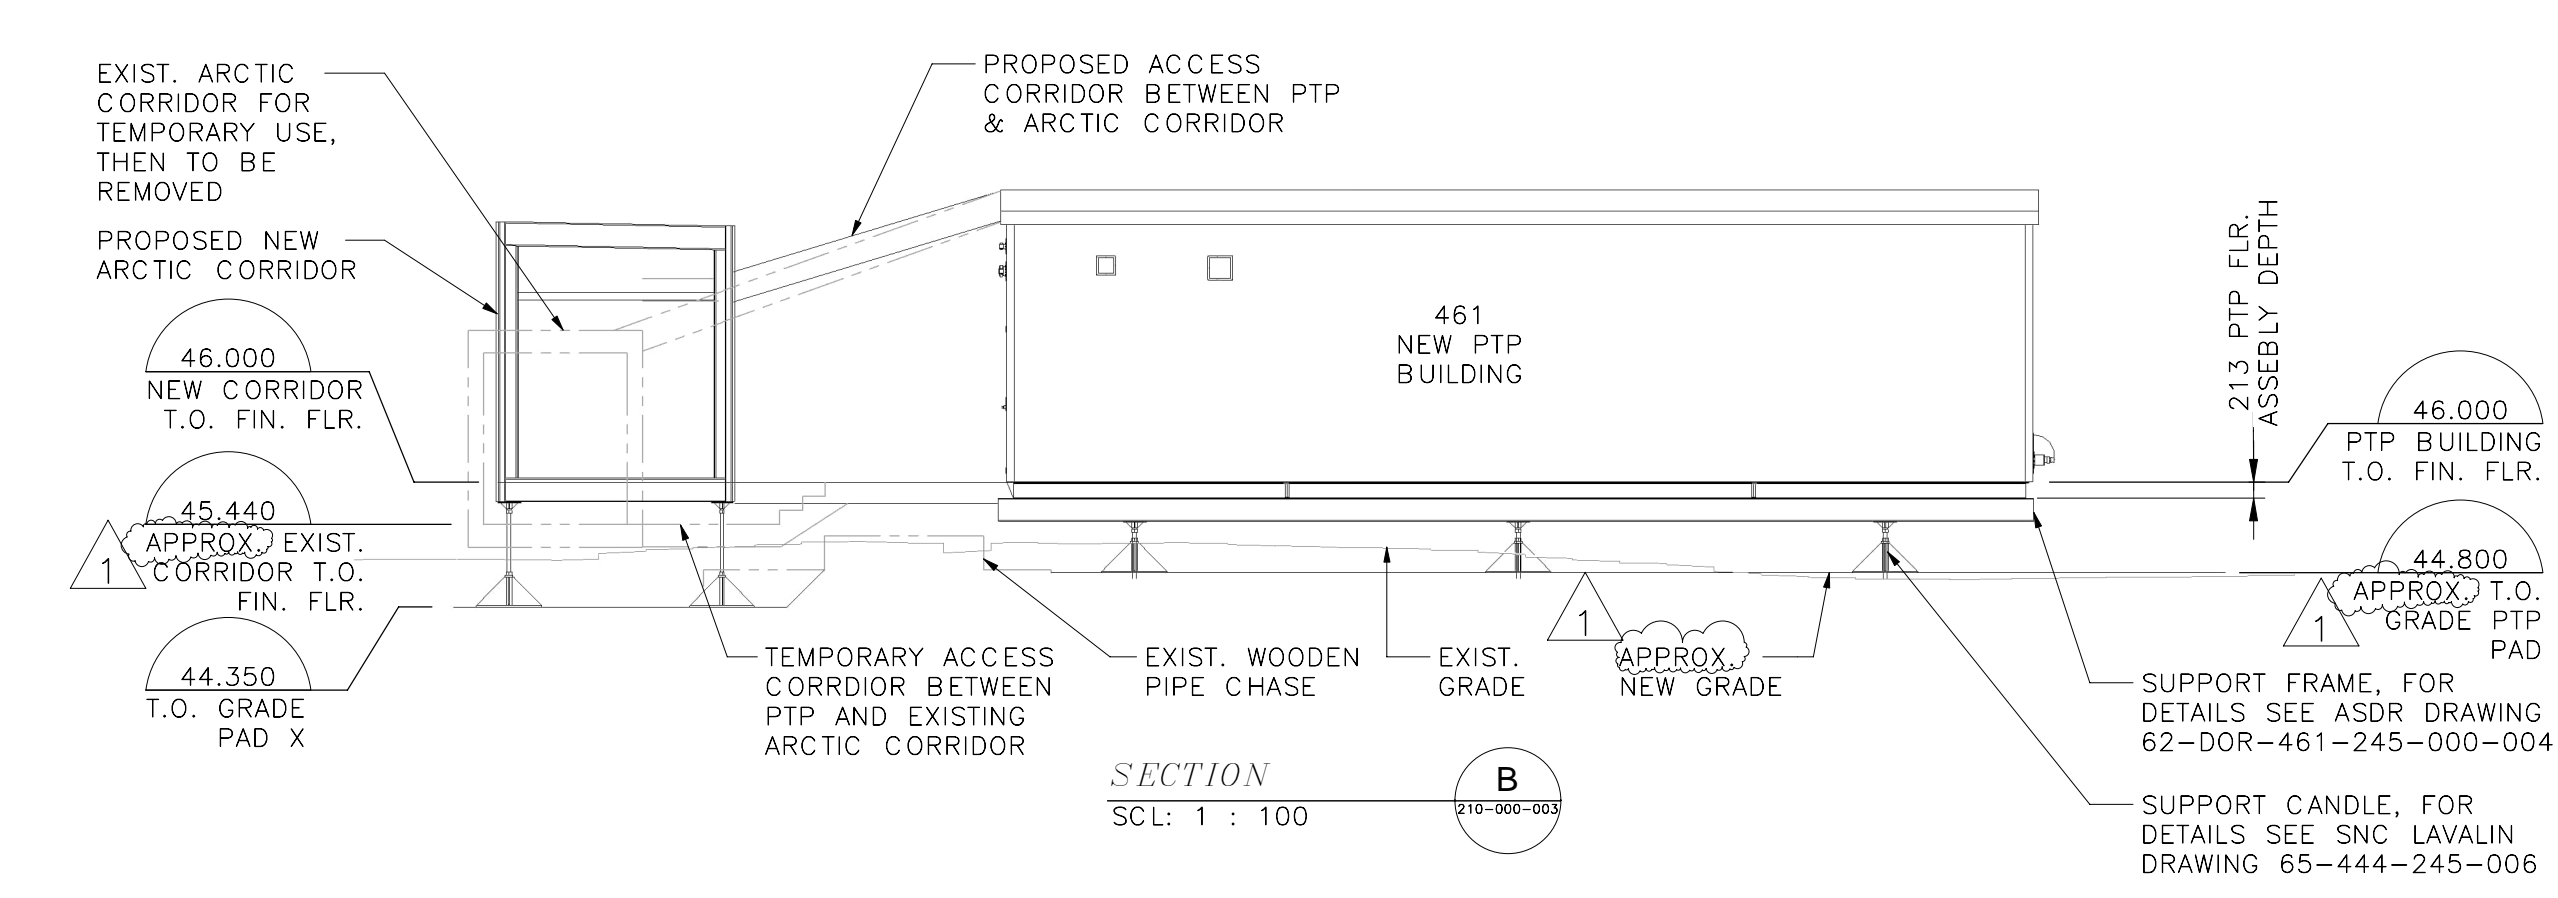 EXIST. ARCTIC
CORRIDOR FOR
TEMPORARY USE,
THEN TO BE
REMOVED
PROPOSED NEW
ARCTIC CORRIDOR
46.000
NEW CORRIDOR
T.O. FIN. FLR.
45.440
APPROX. EXIST.
CORRIDOR T.O.
FIN. FLR.
1
44.350
T.O. GRADE
PAD X
PROPOSED ACCESS
CORRIDOR BETWEEN PTP
& ARCTIC CORRIDOR
461
NEW PTP
BUILDING
213 PTP FLR.
ASSEBLY DEPTH
46.000
PTP BUILDING
T.O. FIN. FLR.
44.800
APPROX. T.O.
GRADE PTP
PAD
1
TEMPORARY ACCESS
CORRDIOR BETWEEN
PTP AND EXISTING
ARCTIC CORRIDOR
EXIST. WOODEN
PIPE CHASE
EXIST.
GRADE
1
APPROX.
NEW GRADE
SUPPORT FRAME, FOR
DETAILS SEE ASDR DRAWING
62-DOR-461-245-000-004
SUPPORT CANDLE, FOR
DETAILS SEE SNC LAVALIN
DRAWING 65-444-245-006
SECTION
SCL: 1 : 100
B
210-000-003